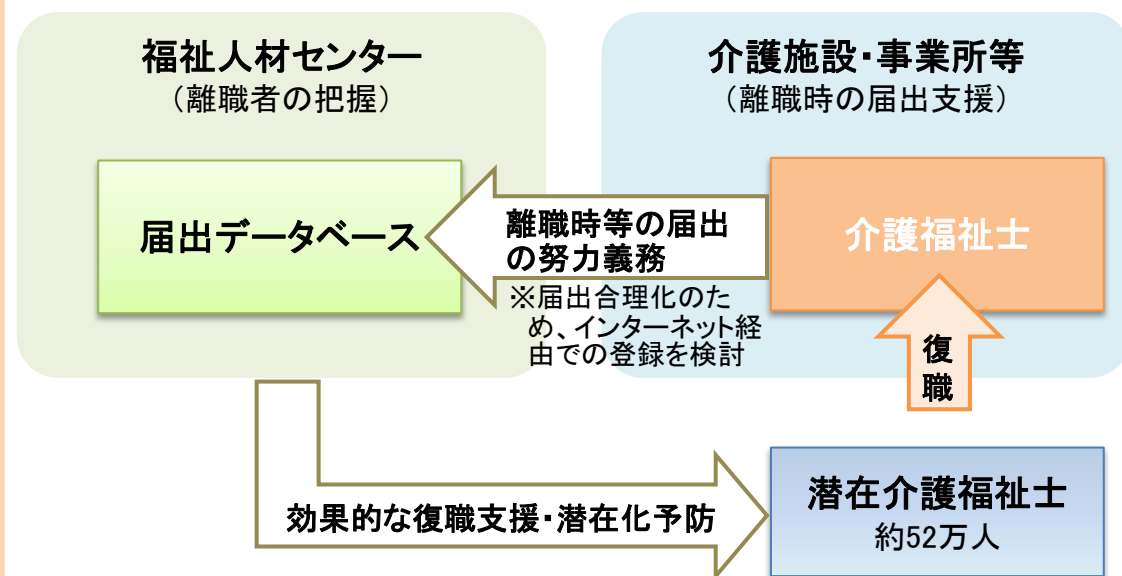 福祉人材センター
（離職者の把握）
介護施設・事業所等
（離職時の届出支援）
届出データベース
離職時等の届出
の努力義務
※届出合理化のた
め、インターネット経
由での登録を検討
介護福祉士
復
職
効果的な復職支援・潜在化予防
潜在介護福祉士
約52万人